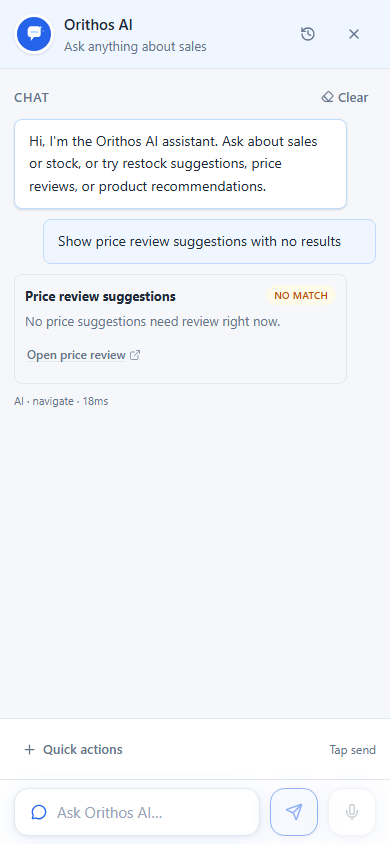 Orithos AI
Ask anything about sales
CHAT
Clear
Hi, I'm the Orithos AI assistant. Ask about sales
or stock, or try restock suggestions, price
reviews, or product recommendations.
Show price review suggestions with no results
Price review suggestions
NO MATCH
No price suggestions need review right now.
Open price review
AI · navigate · 18ms
Quick actions
Tap send
Ask Orithos AI...